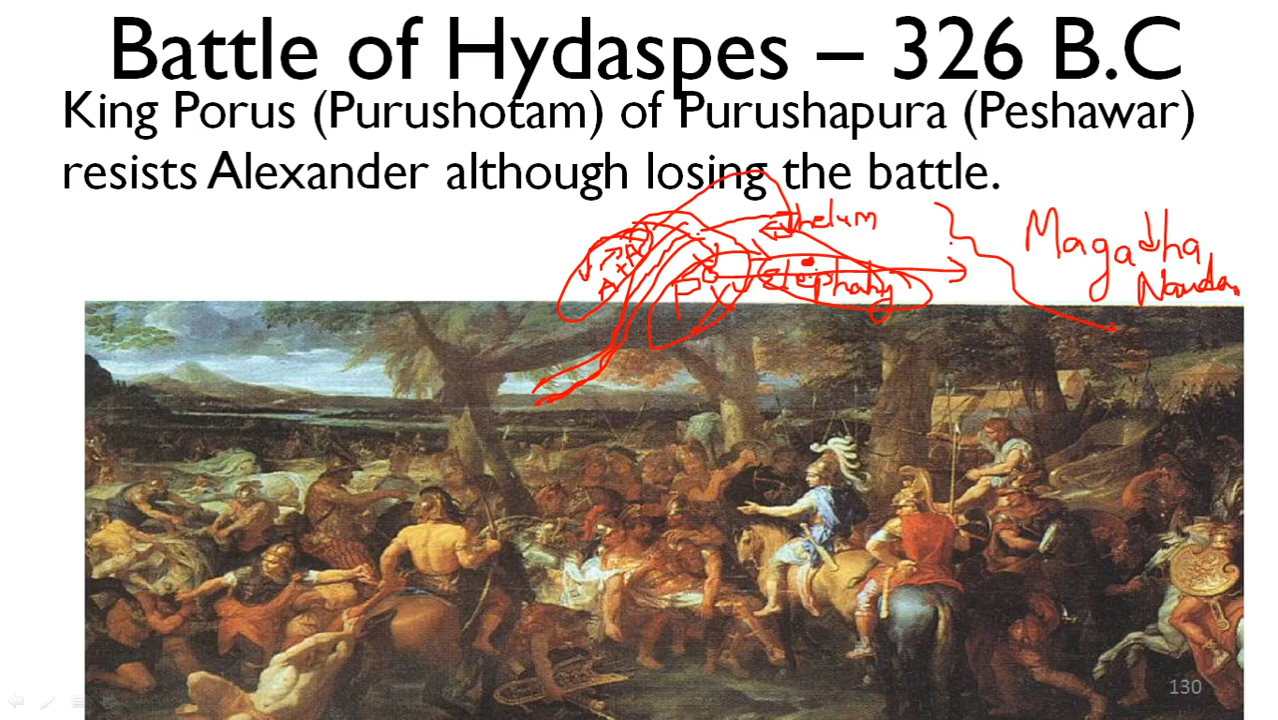 Battle of Hydaspes – 326 B.C
King Porus (Purushotam) of Purushapura (Peshawar)
resists Alexander although losing the battle.
Jhelum
Magadha
Nanda
130